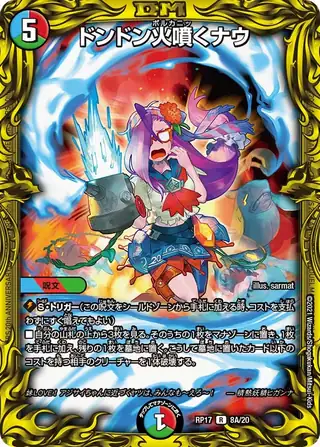 DM
5
ボルカニッ
ドンドン火噴くナウ
呪文
illus. sarmat
S・トリガー(この呪文をシールドゾーンから手札に加える時、コストを支払
わずにすぐ唱えてもよい)
自分の山札の上から3枚を見る。そのうちの1枚をマナゾーンに置き、1枚
を手札に加え、残りの1枚を墓地に置く。こうして墓地に置いたカード以下の
コストを持つ相手のクリーチャーを1体破壊する。
1
RP17 R 8A/20